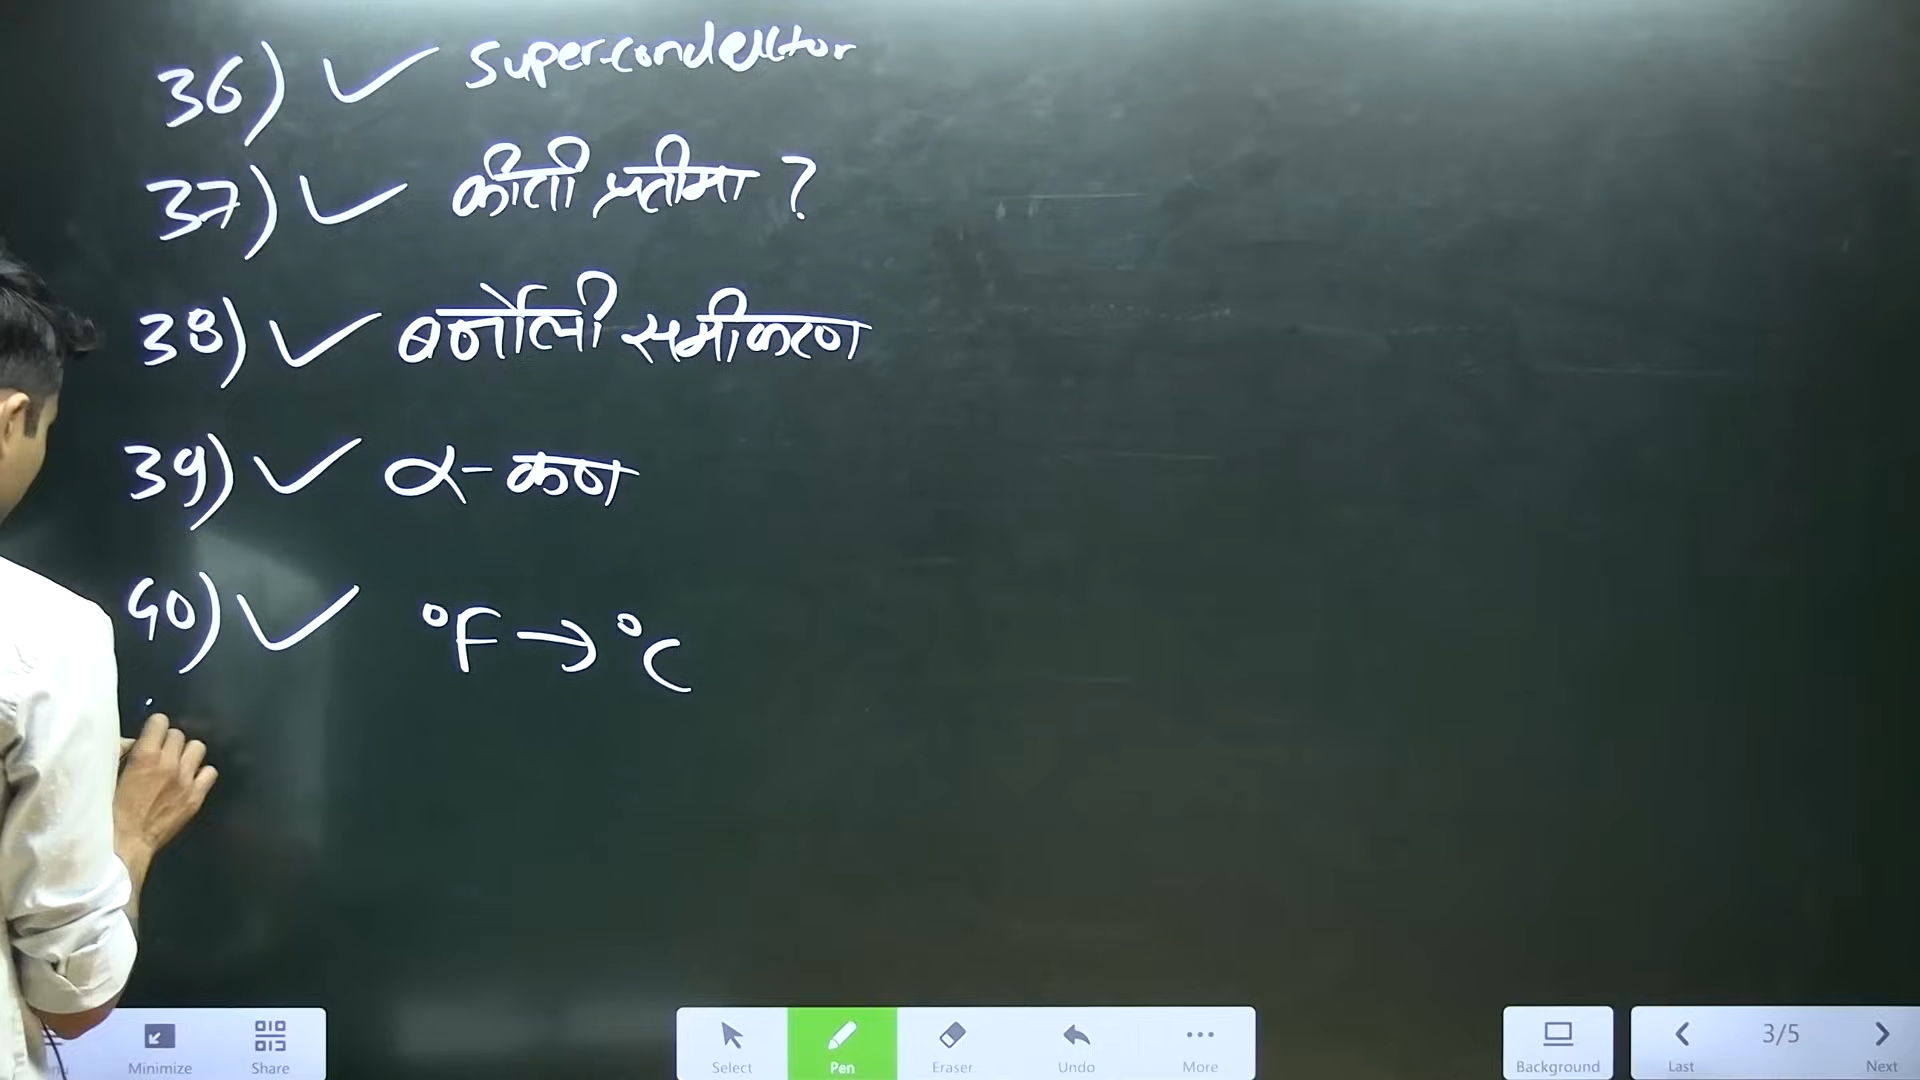 36) ✓ Superconductor
37) ✓ कीती प्रतीमा ?
38) ✓ बर्नोली समीकरण
39) ✓ α-कण
40) ✓ °F → °C
Minimize
Share
Select
Pen
Eraser
Undo
More
Background
Last
3/5
Next